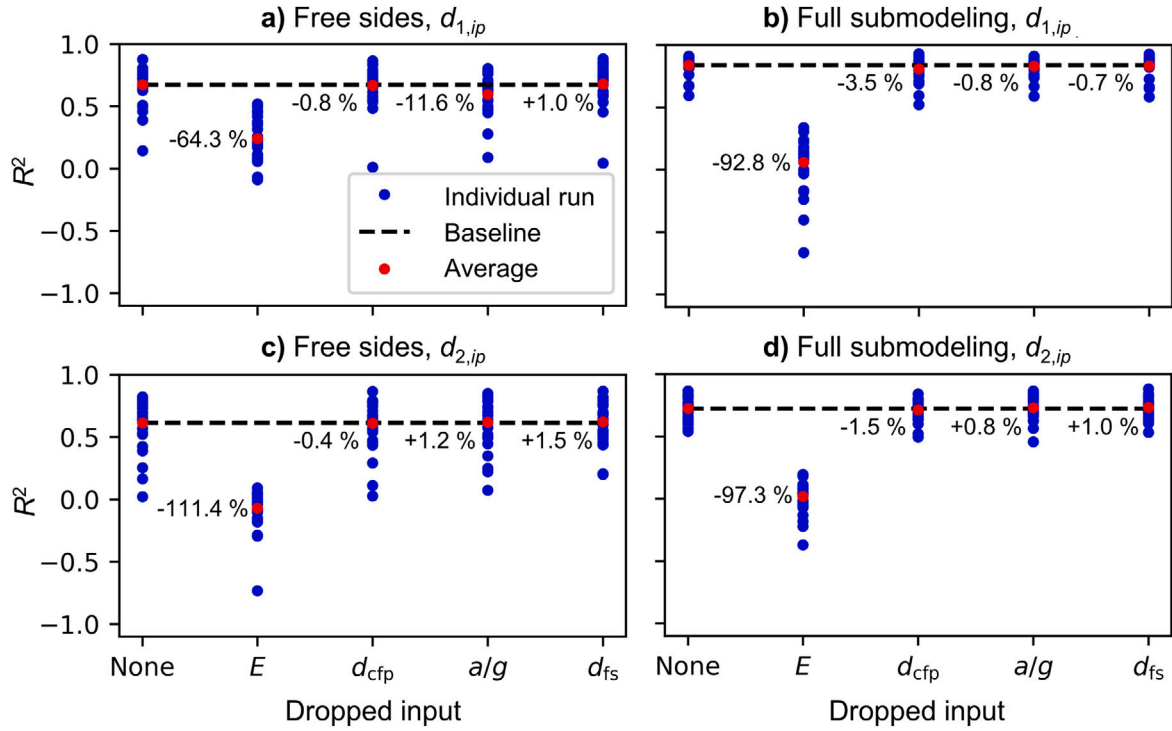 a) Free sides, d1,ip
b) Full submodeling, d1,ip.
1.0
0.5
0.0
−0.5
−1.0
R2
-64.3 %
-0.8 %
-11.6 %
+1.0 %
Individual run
Baseline
Average
-92.8 %
-3.5 %
-0.8 %
-0.7 %
c) Free sides, d2,ip
d) Full submodeling, d2,ip
1.0
0.5
0.0
−0.5
−1.0
R2
-111.4 %
-0.4 %
+1.2 %
+1.5 %
-97.3 %
-1.5 %
+0.8 %
+1.0 %
None E dcfp a/g dfs
None E dcfp a/g dfs
Dropped input
Dropped input